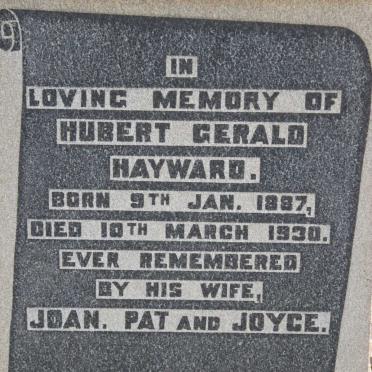 IN
LOVING MEMORY OF
HUBERT GERALD
HAYWARD.
BORN 9TH JAN. 1887,
DIED 10TH MARCH 1930.
EVER REMEMBERED
BY HIS WIFE,
JOAN. PAT AND JOYCE.